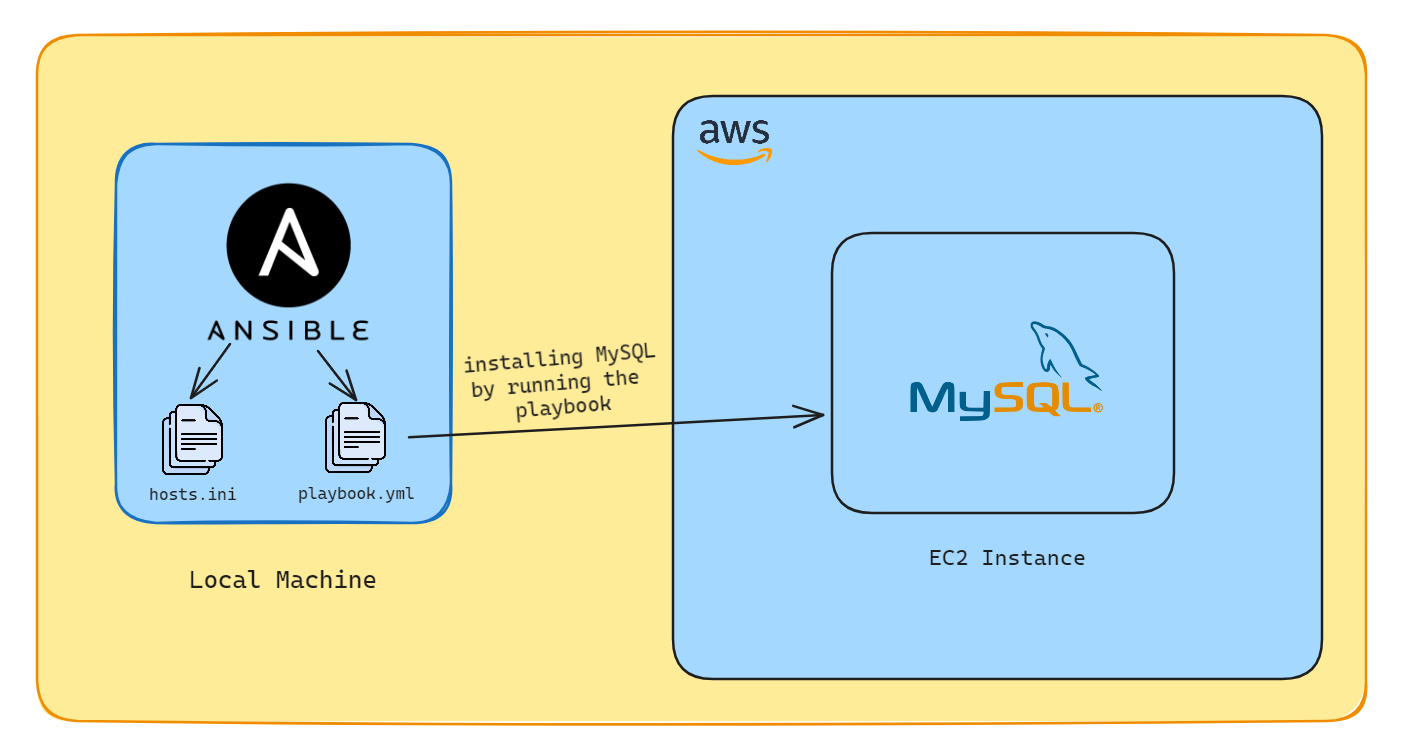 aws
ANSIBLE
installing MySQL
by running the
playbook
MySQL®
hosts.ini
playbook.yml
EC2 Instance
Local Machine